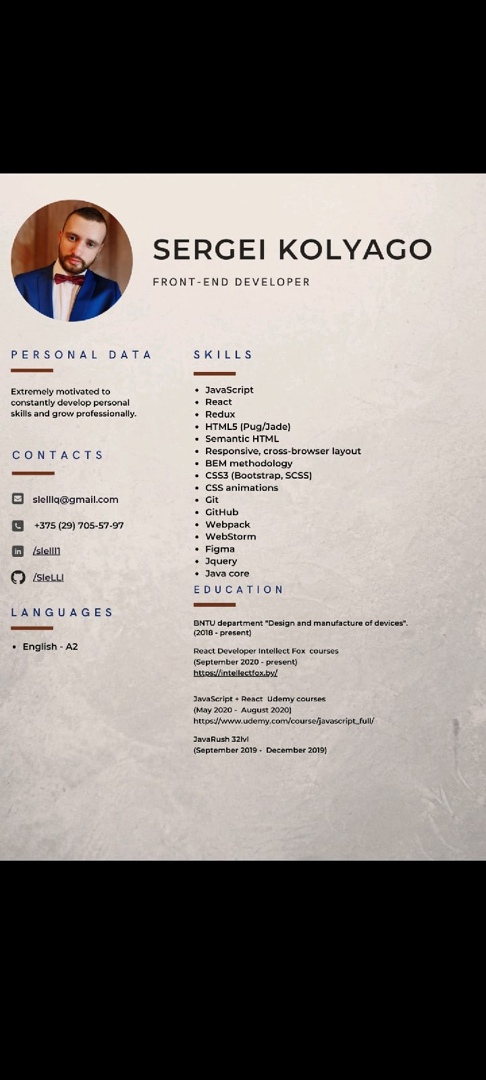 SERGEI KOLYAGO
FRONT-END DEVELOPER
PERSONAL DATA
Extremely motivated to
constantly develop personal
skills and grow professionally.
CONTACTS
slelllq@gmail.com
+375 (29) 705-57-97
/slelll1
/SleLLl
LANGUAGES
• English - A2
SKILLS
• JavaScript
• React
• Redux
• HTML5 (Pug/Jade)
• Semantic HTML
• Responsive, cross-browser layout
• BEM methodology
• CSS3 (Bootstrap, SCSS)
• CSS animations
• Git
• GitHub
• Webpack
• WebStorm
• Figma
• Jquery
• Java core
EDUCATION
BNTU department "Design and manufacture of devices".
(2018 - present)
React Developer Intellect Fox courses
(September 2020 - present)
https://intellectfox.by/
JavaScript + React Udemy courses
(May 2020 - August 2020)
https://www.udemy.com/course/javascript_full/
JavaRush 32lvl
(September 2019 - December 2019)